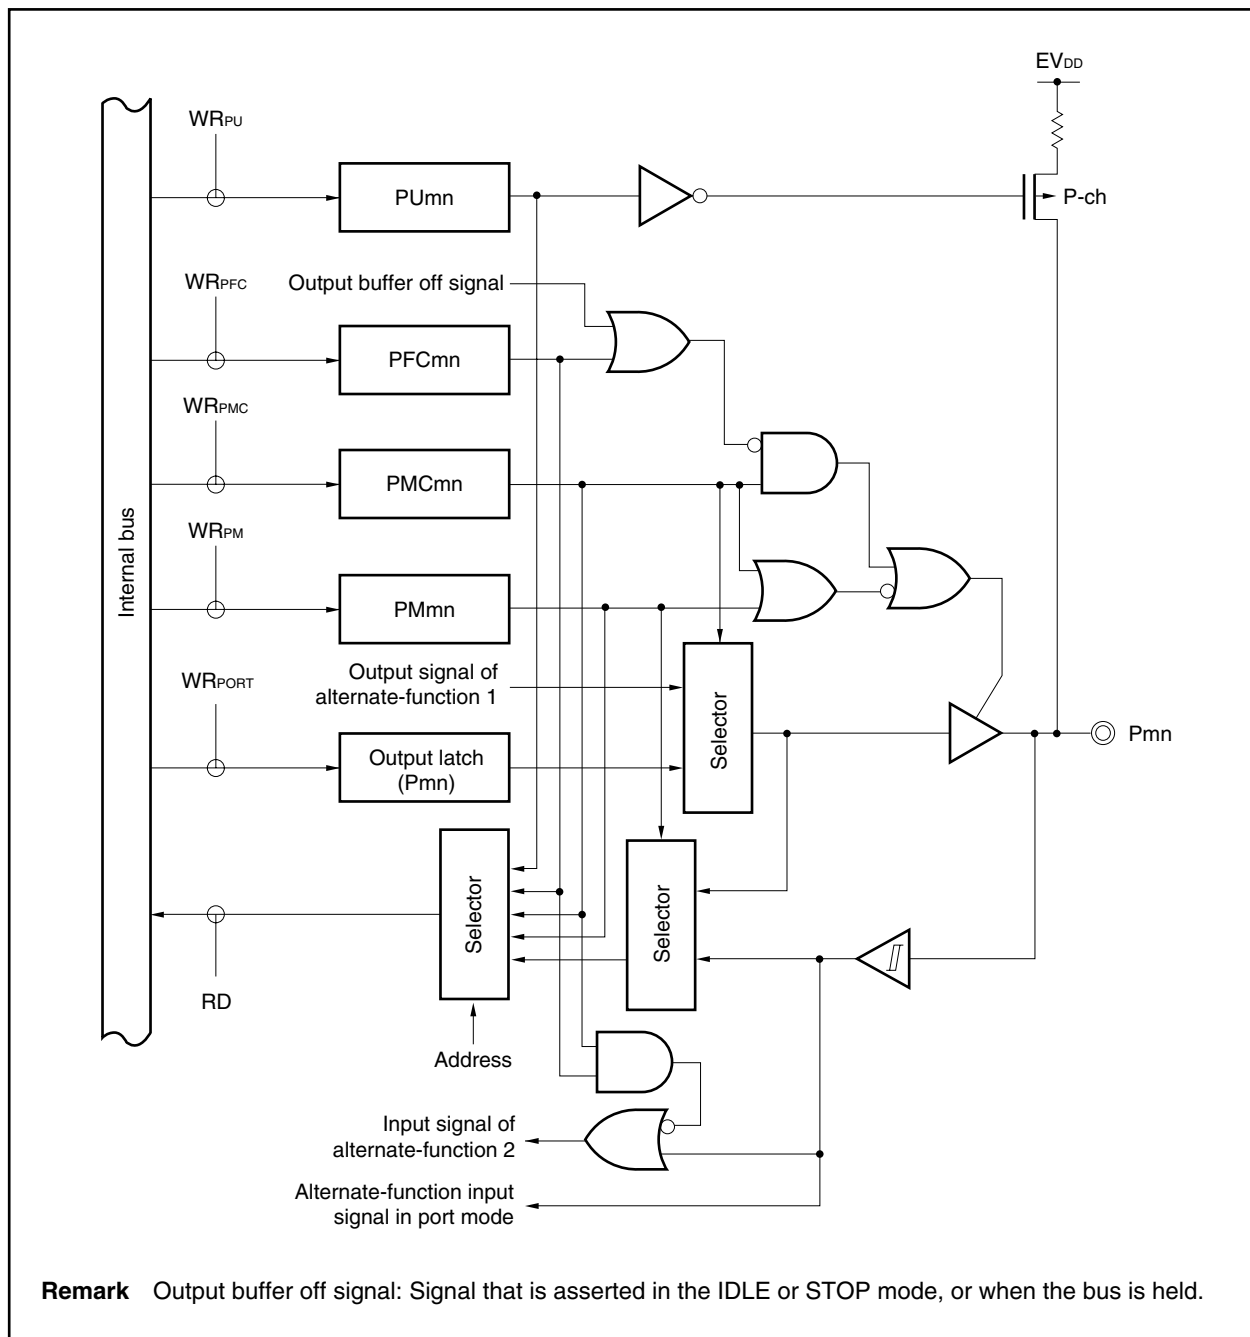 EVDD
WRPU
PUmn
P-ch
WRPFC
Output buffer off signal
PFCmn
WRPMC
PMCmn
Internal bus
WRPM
PMmn
WRPORT
Output signal of
alternate-function 1
Selector
Pmn
Output latch
(Pmn)
Selector
Selector
RD
Address
Input signal of
alternate-function 2
Alternate-function input
signal in port mode
Remark Output buffer off signal: Signal that is asserted in the IDLE or STOP mode, or when the bus is held.